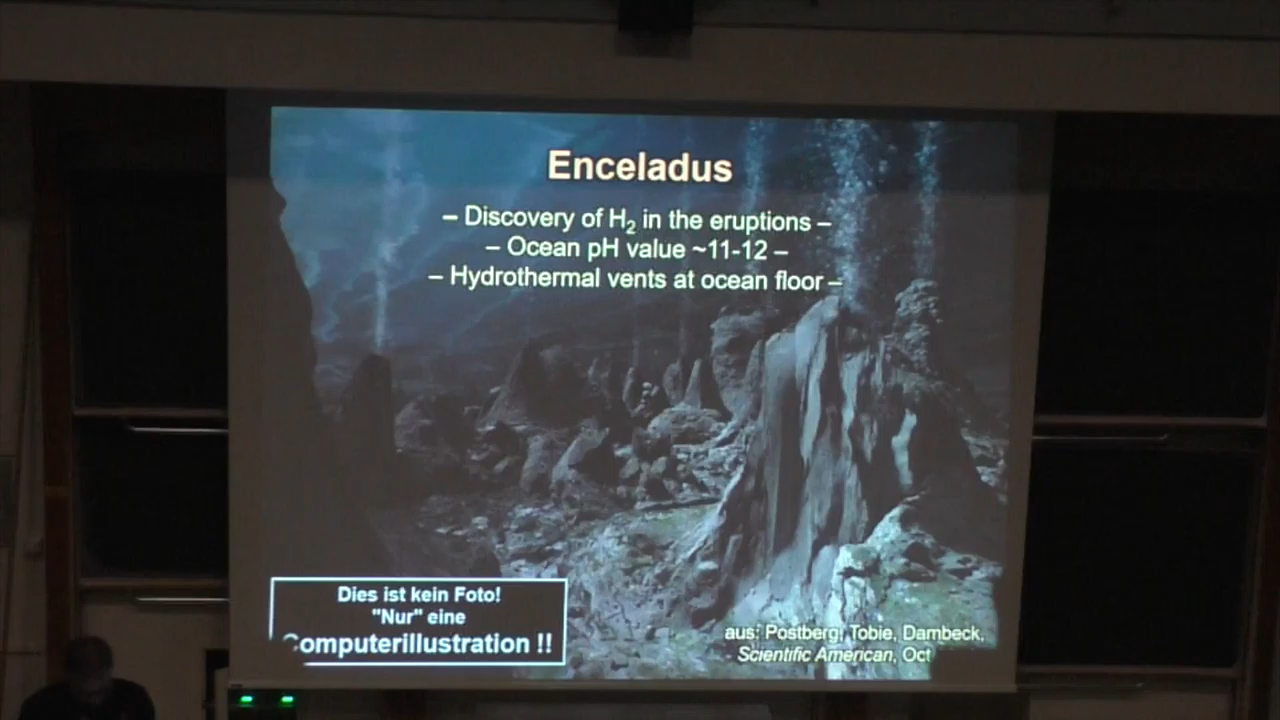 Enceladus
– Discovery of H₂ in the eruptions –
– Ocean pH value ~11-12 –
– Hydrothermal vents at ocean floor –
Dies ist kein Foto!
"Nur" eine
Computerillustration !!
aus: Postberg, Tobie, Dambeck,
Scientific American, Oct